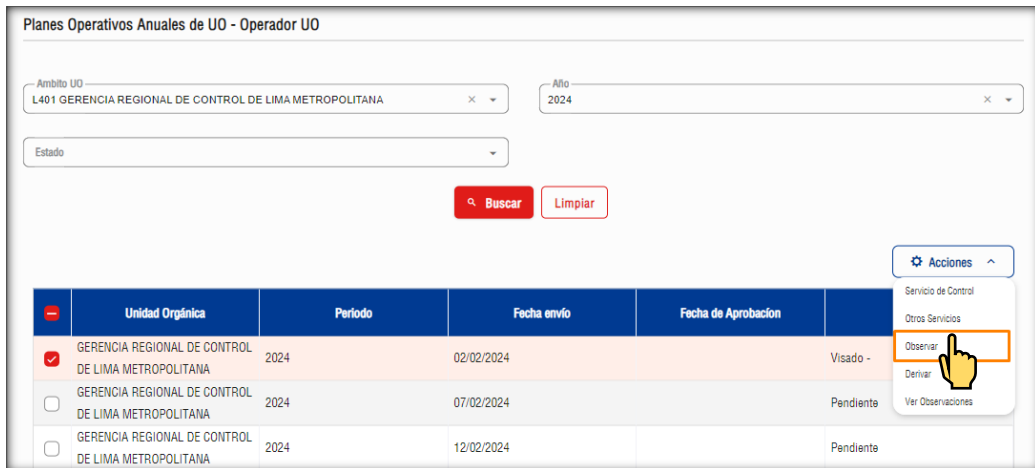 Planes Operativos Anuales de UO - Operador UO
Ambito UO
L401 GERENCIA REGIONAL DE CONTROL DE LIMA METROPOLITANA
Año
2024
Estado
Buscar
Limpiar
Acciones
Servicio de Control
Otros Servicios
Observar
Derivar
Ver Observaciones
Unidad Orgánica
Periodo
Fecha envío
Fecha de Aprobacíon
GERENCIA REGIONAL DE CONTROL
DE LIMA METROPOLITANA
2024
02/02/2024
Visado -
GERENCIA REGIONAL DE CONTROL
DE LIMA METROPOLITANA
2024
07/02/2024
Pendiente
GERENCIA REGIONAL DE CONTROL
DE LIMA METROPOLITANA
2024
12/02/2024
Pendiente